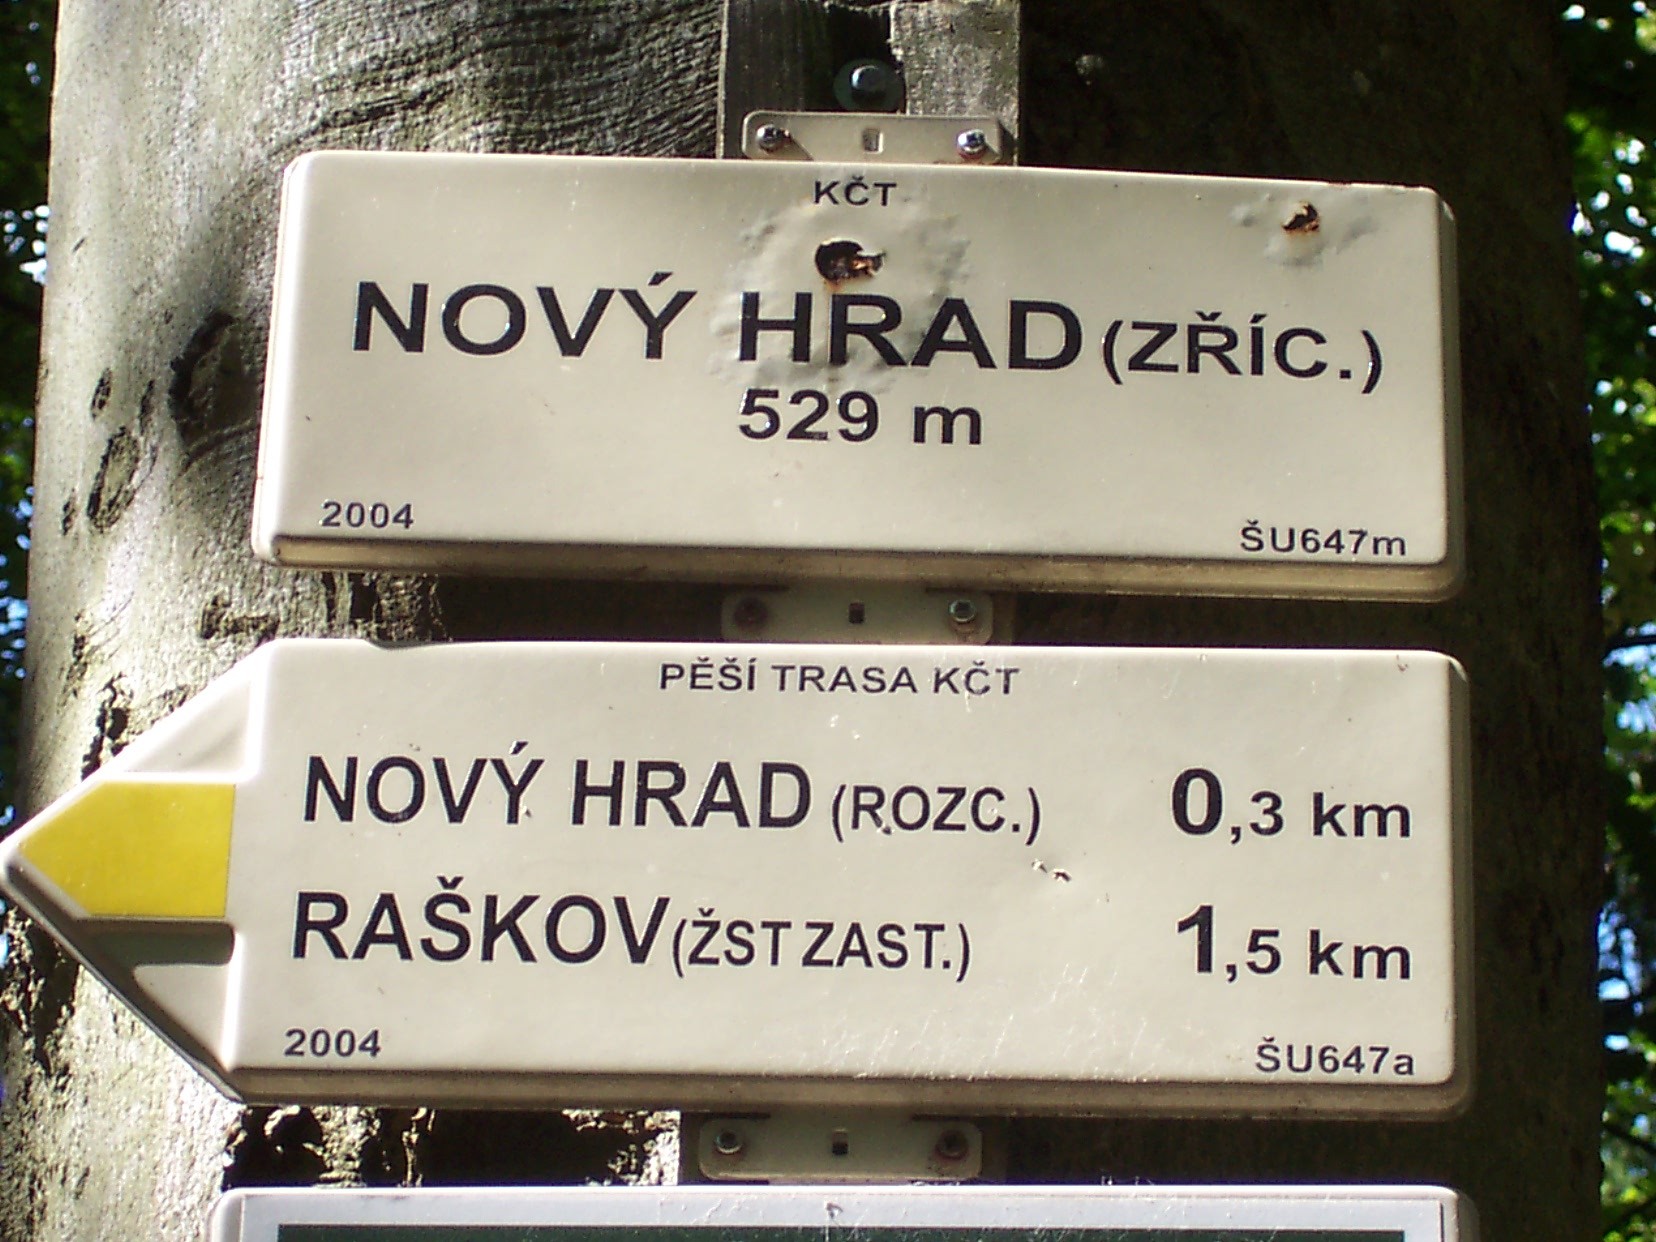 KČT
NOVÝ HRAD (ZŘÍC.)
529 m
2004 ŠU647m
PĚŠÍ TRASA KČT
NOVÝ HRAD (ROZC.) 0,3 km
RAŠKOV (ŽST ZAST.) 1,5 km
2004 ŠU647a